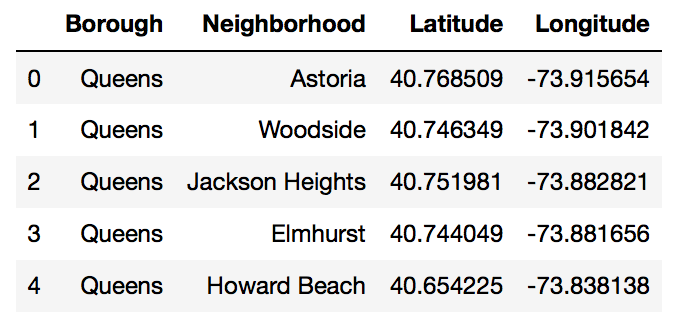 Borough Neighborhood Latitude Longitude
0 Queens Astoria 40.768509 -73.915654
1 Queens Woodside 40.746349 -73.901842
2 Queens Jackson Heights 40.751981 -73.882821
3 Queens Elmhurst 40.744049 -73.881656
4 Queens Howard Beach 40.654225 -73.838138